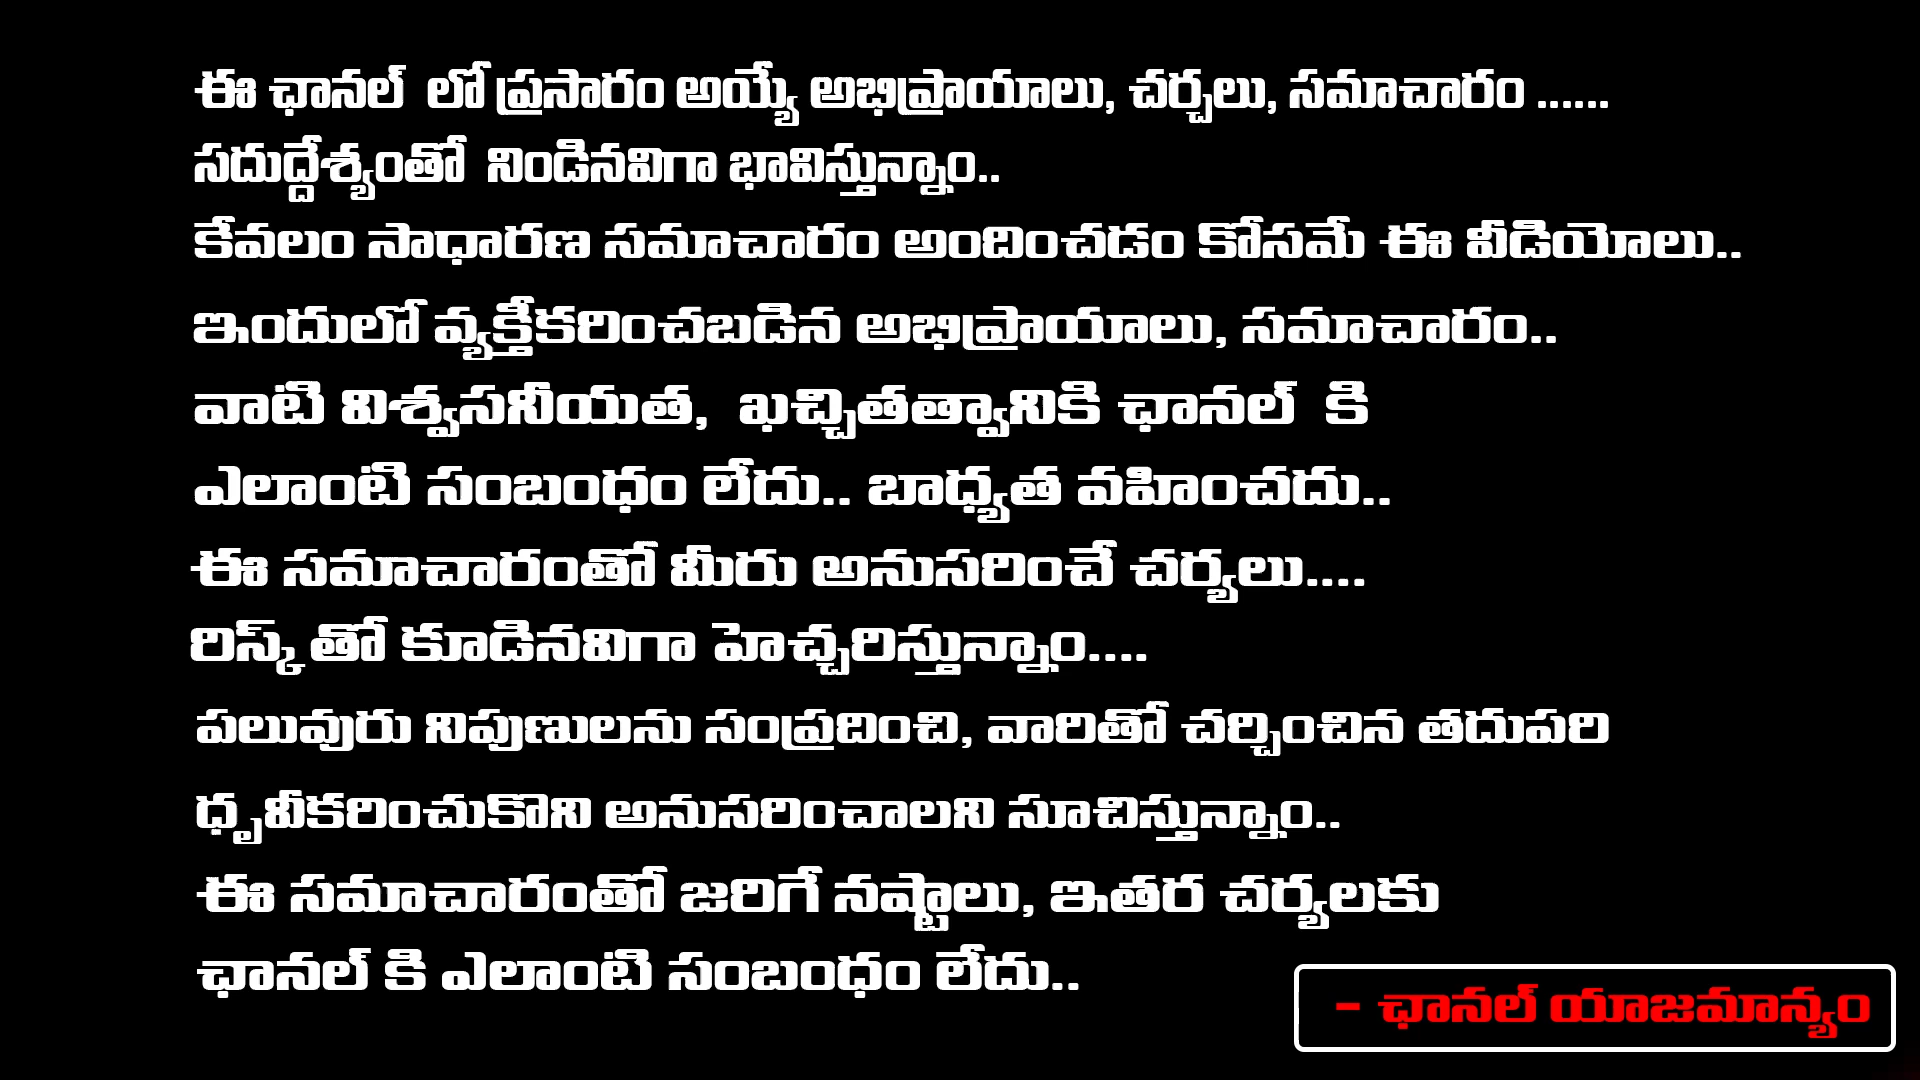 ఈ ఛానల్ లో ప్రసారం అయ్యే అభిప్రాయాలు, చర్చలు, సమాచారం ......
సదుద్దేశ్యంతో నిండినవిగా భావిస్తున్నాం..
కేవలం సాధారణ సమాచారం అందించడం కోసమే ఈ వీడియోలు..
ఇందులో వ్యక్తీకరించబడిన అభిప్రాయాలు, సమాచారం..
వాటి విశ్వసనీయత, ఖచ్చితత్వానికి ఛానల్ కి
ఎలాంటి సంబంధం లేదు.. బాధ్యత వహించదు..
ఈ సమాచారంతో మీరు అనుసరించే చర్యలు....
రిస్క్ తో కూడినవిగా హెచ్చరిస్తున్నాం....
పలువురు నిపుణులను సంప్రదించి, వారితో చర్చించిన తదుపరి
ధృవీకరించుకొని అనుసరించాలని సూచిస్తున్నాం..
ఈ సమాచారంతో జరిగే నష్టాలు, ఇతర చర్యలకు
ఛానల్ కి ఎలాంటి సంబంధం లేదు..
- ఛానల్ యాజమాన్యం